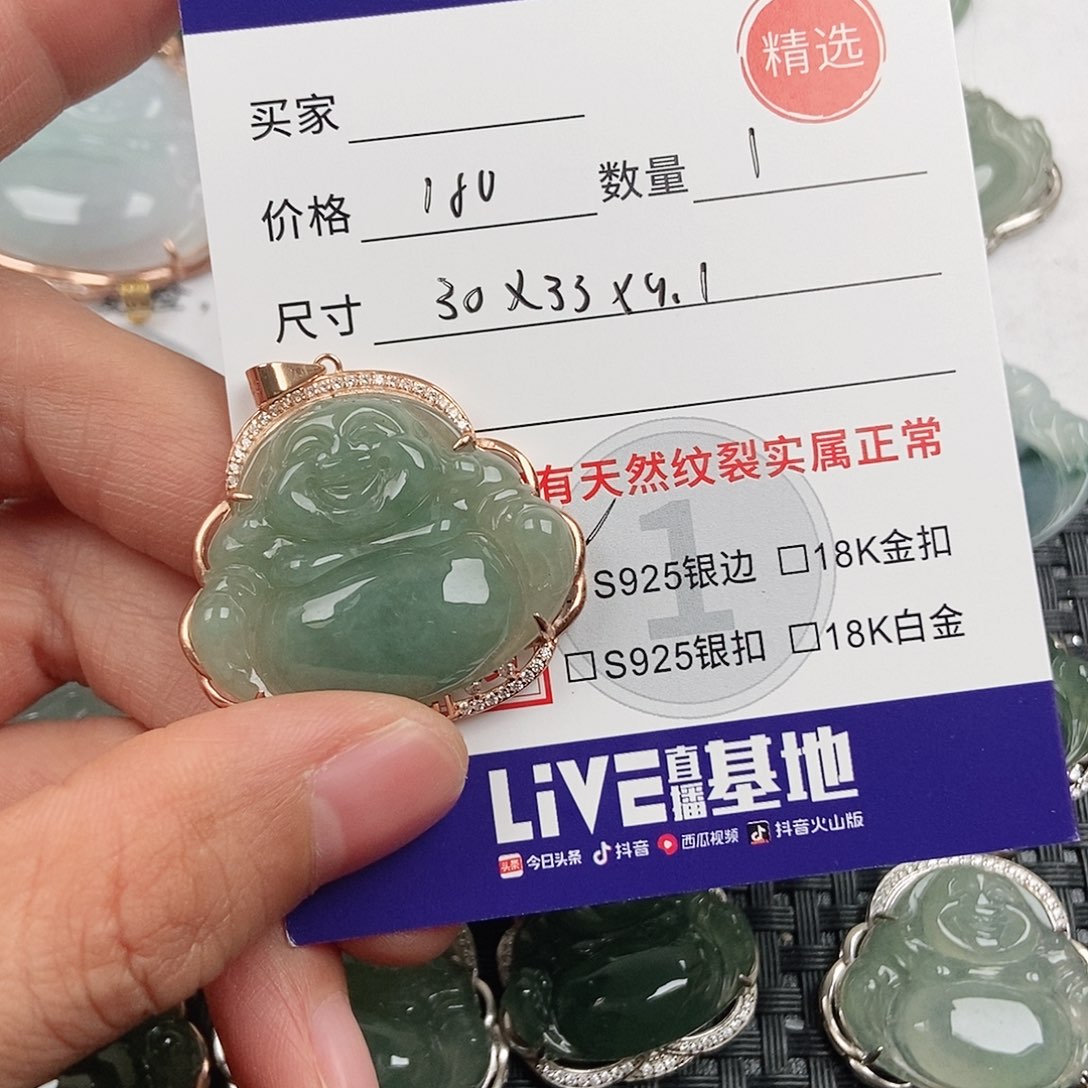 精选
买家
价格 180 数量 1
尺寸 30X33X9.1
有天然纹裂实属正常
S925银边 □18K金扣
□S925银扣 □18K白金
1
LiVE直播基地
头条 今日头条 抖音 西瓜视频 抖音火山版